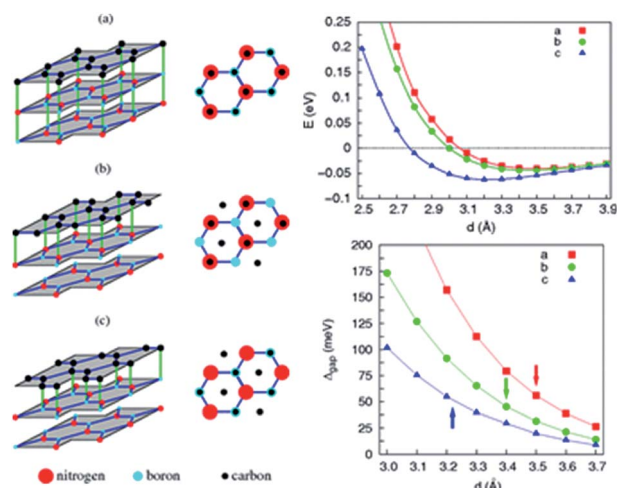 (a)
(b)
(c)
nitrogen boron carbon
E (eV)
0.25
0.2
0.15
0.1
0.05
0
−0.05
−0.1
a
b
c
2.5 2.7 2.9 3.1 3.3 3.5 3.7 3.9
d (Å)
Δgap (meV)
200
175
150
125
100
75
50
25
0
a
b
c
3.0 3.1 3.2 3.3 3.4 3.5 3.6 3.7
d (Å)